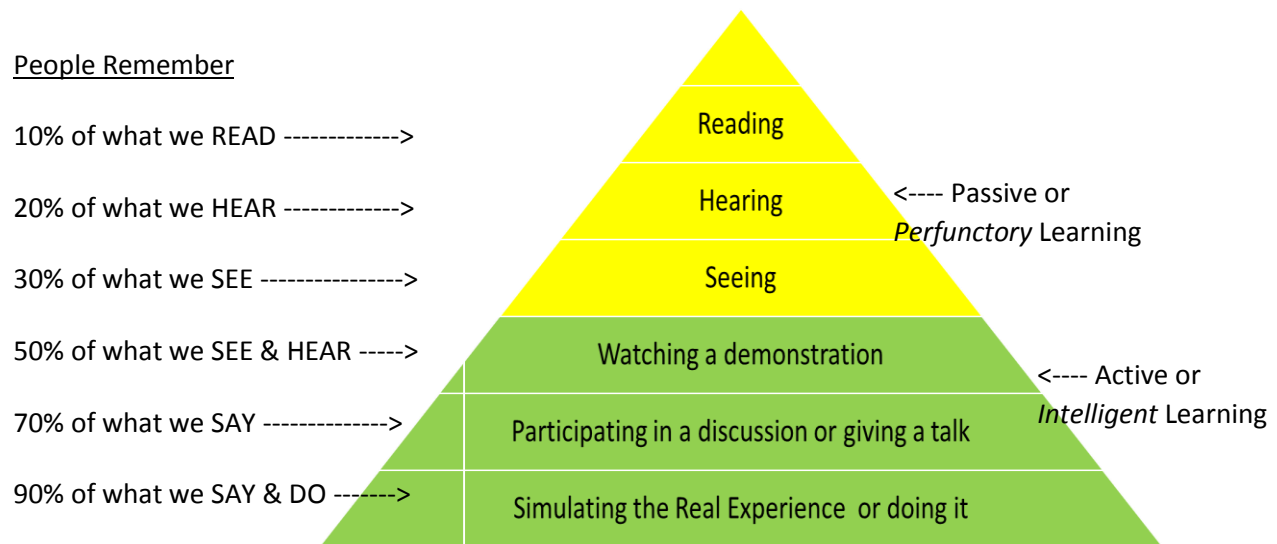 People Remember
10% of what we READ ------------->
Reading
20% of what we HEAR ------------->
Hearing
<---- Passive or
Perfunctory Learning
30% of what we SEE ---------------->
Seeing
50% of what we SEE & HEAR ----->
Watching a demonstration
<---- Active or
Intelligent Learning
70% of what we SAY -------------->
Participating in a discussion or giving a talk
90% of what we SAY & DO ------->
Simulating the Real Experience or doing it